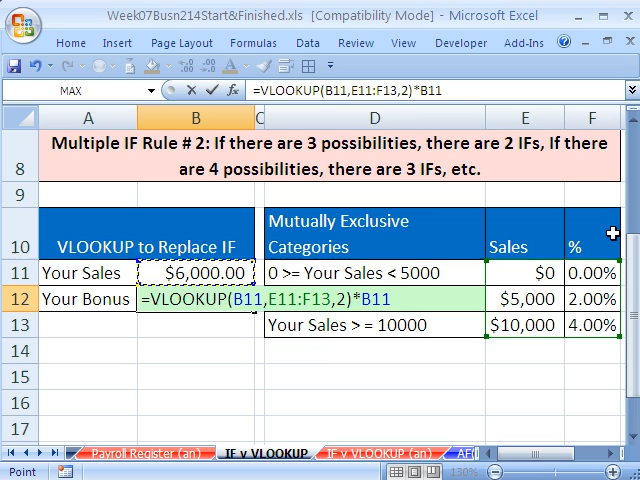 Week07Busn214Start&Finished.xls [Compatibility Mode] - Microsoft Excel
Home Insert Page Layout Formulas Data Review View Developer Add-Ins
MAX fx =VLOOKUP(B11,E11:F13,2)*B11
A B C D E F
8 Multiple IF Rule # 2: If there are 3 possibilities, there are 2 IFs, If there
are 4 possibilities, there are 3 IFs, etc.
9
Mutually Exclusive
10 VLOOKUP to Replace IF Categories Sales %
11 Your Sales $6,000.00 0 >= Your Sales < 5000 $0 0.00%
12 Your Bonus =VLOOKUP(B11,E11:F13,2)*B11 $5,000 2.00%
13 Your Sales > = 10000 $10,000 4.00%
14
15
16
17
Payroll Register (an) IF v VLOOKUP IF v VLOOKUP (an)
Point 130%